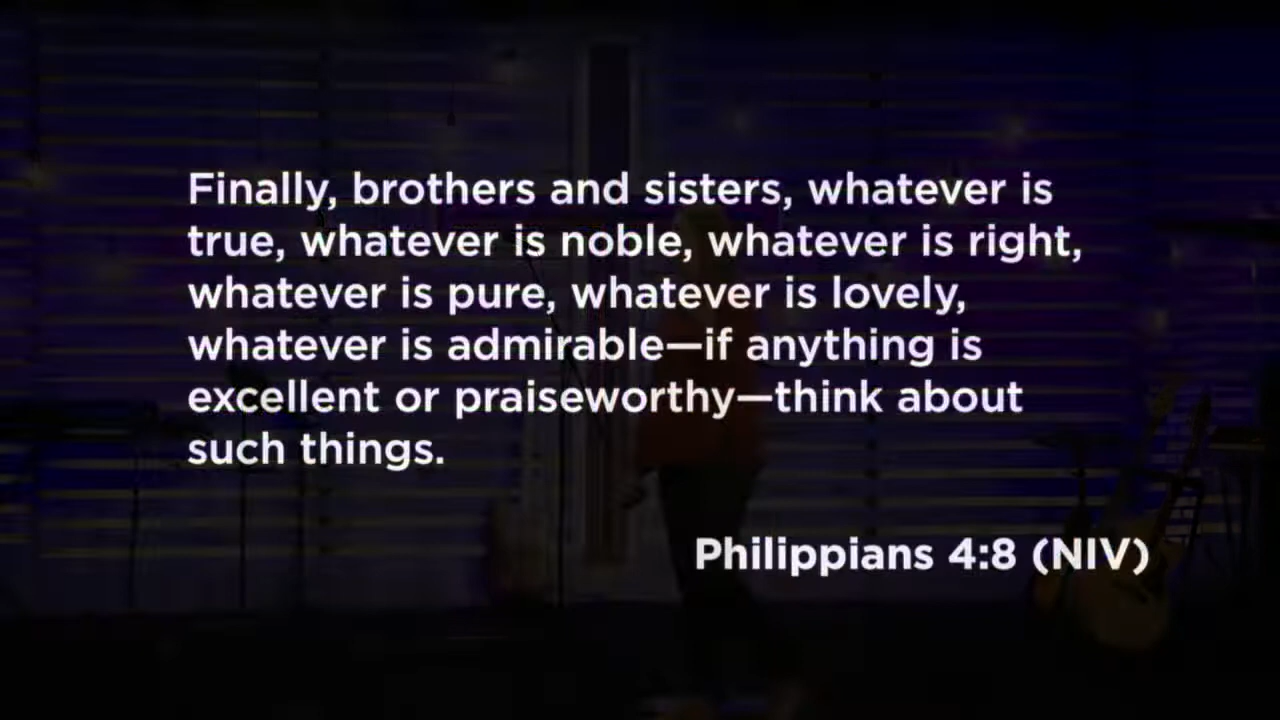 Finally, brothers and sisters, whatever is
true, whatever is noble, whatever is right,
whatever is pure, whatever is lovely,
whatever is admirable—if anything is
excellent or praiseworthy—think about
such things.
Philippians 4:8 (NIV)